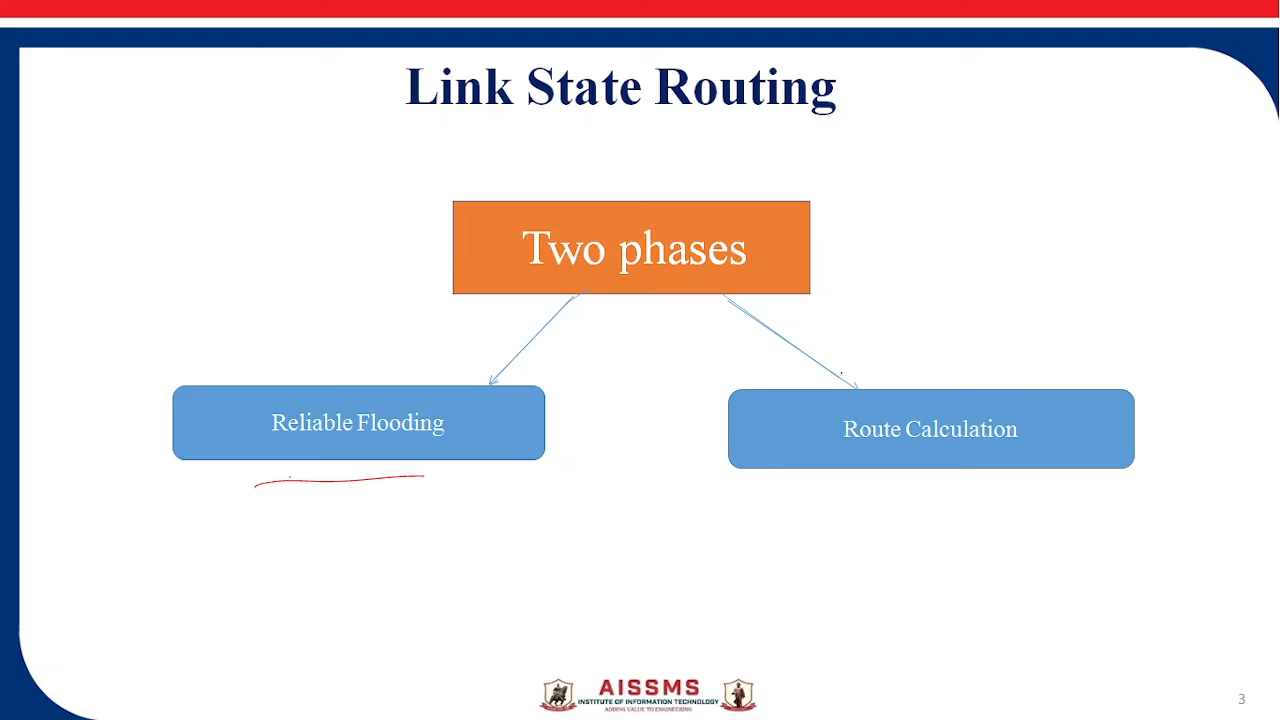 Link State Routing
Two phases
Reliable Flooding
Route Calculation
AISSMS
INSTITUTE OF INFORMATION TECHNOLOGY
ADDING VALUE TO ENGINEERING
3